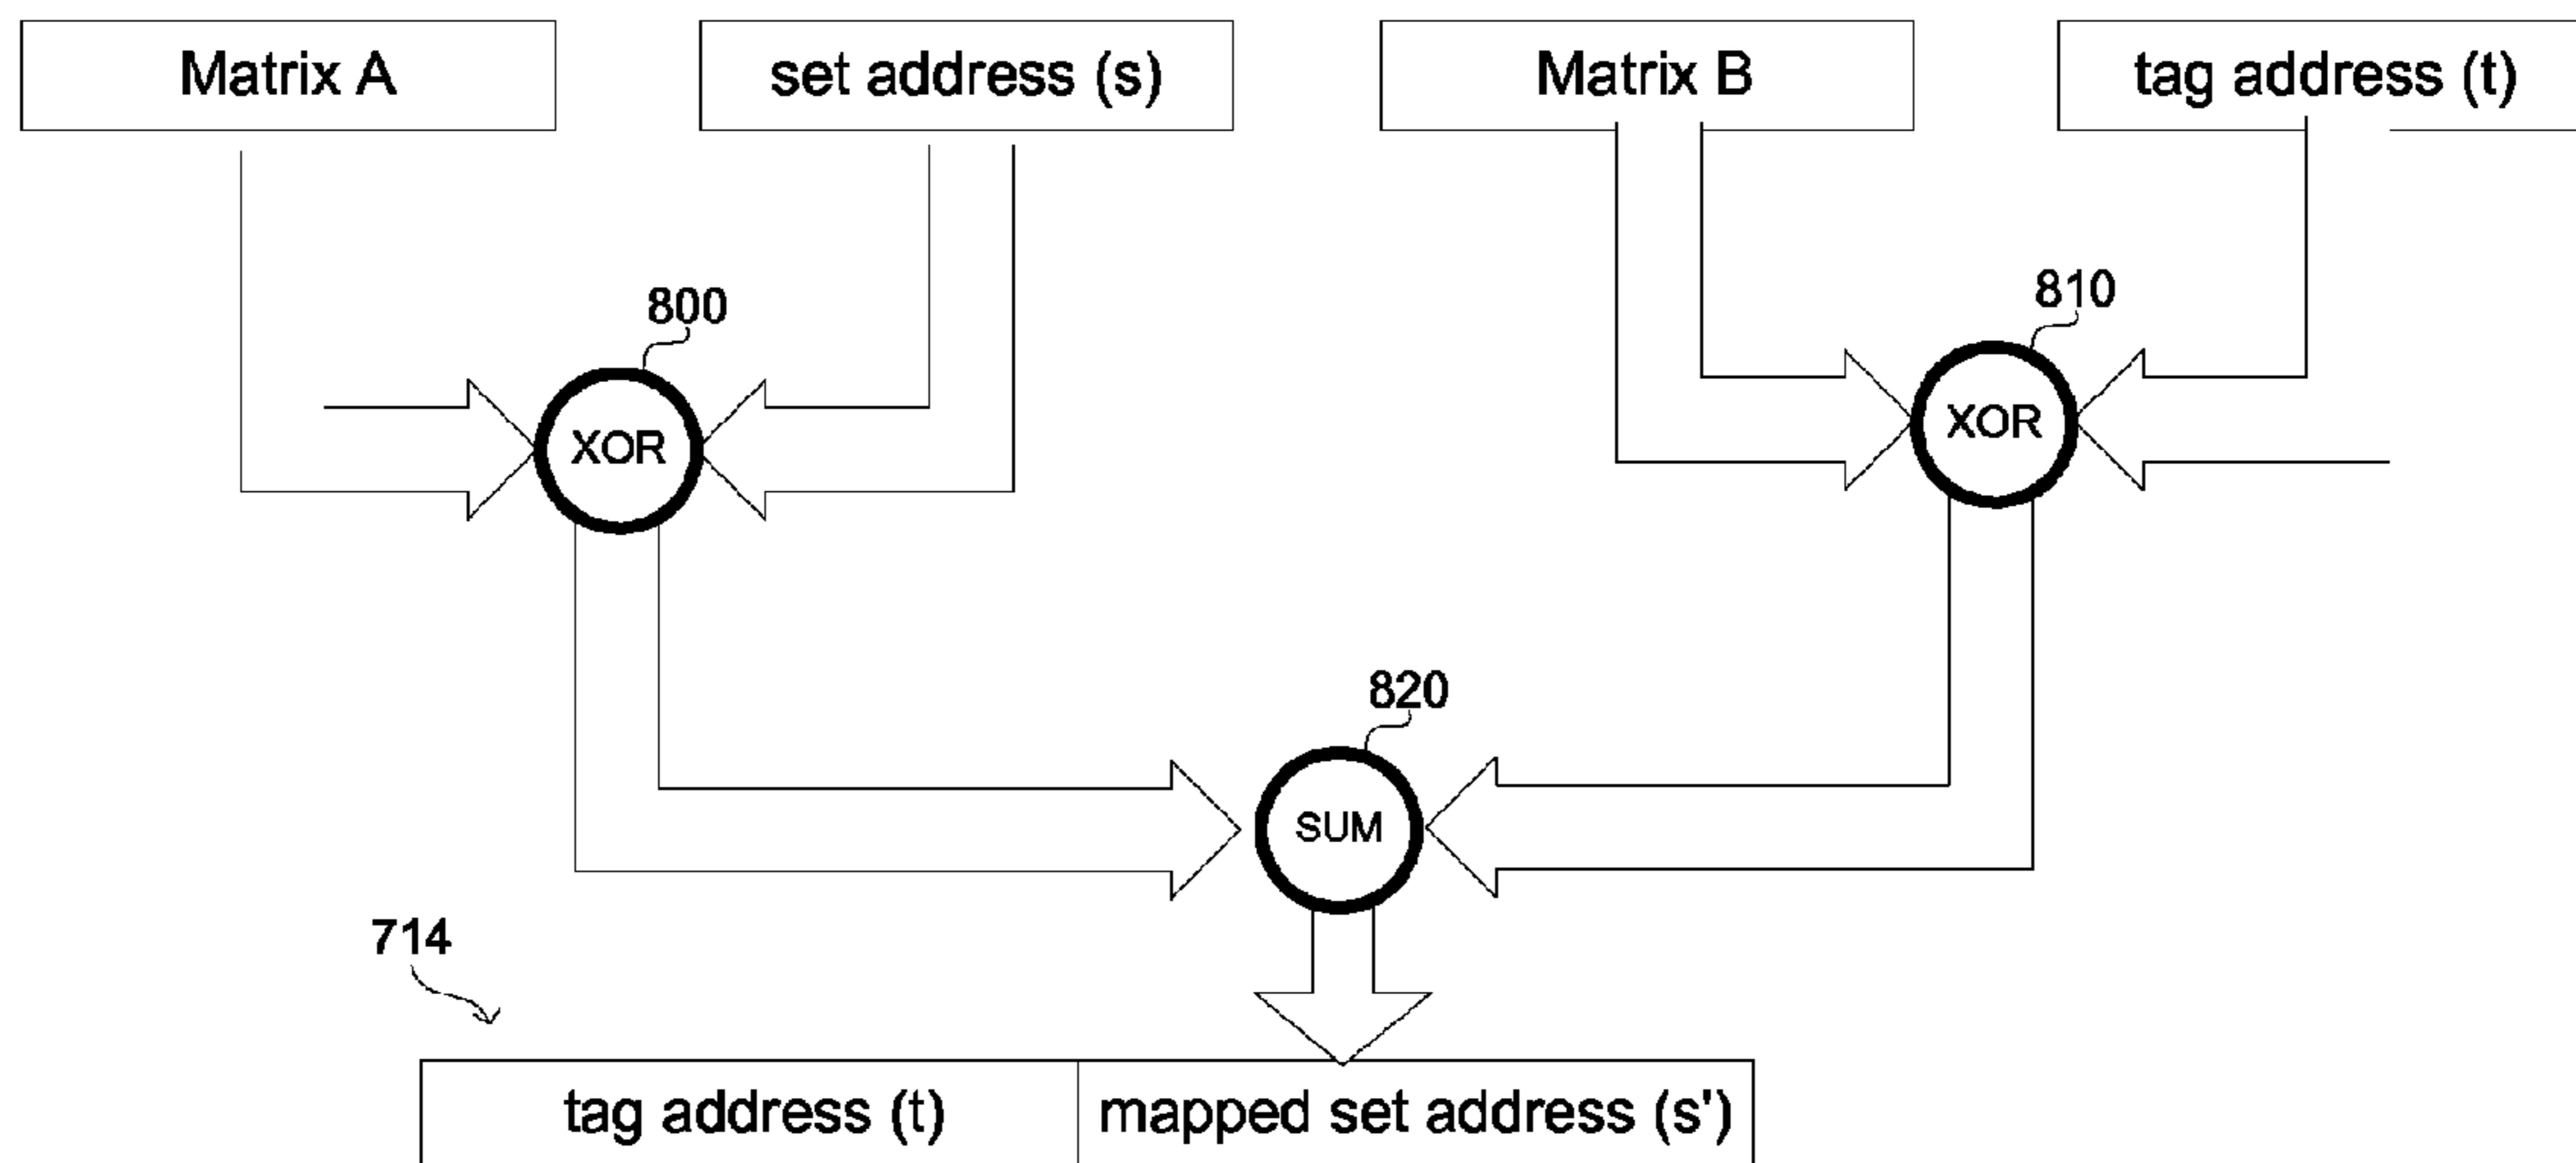 Matrix A
set address (s)
Matrix B
tag address (t)
800
810
XOR
XOR
820
SUM
714
tag address (t)
mapped set address (s')